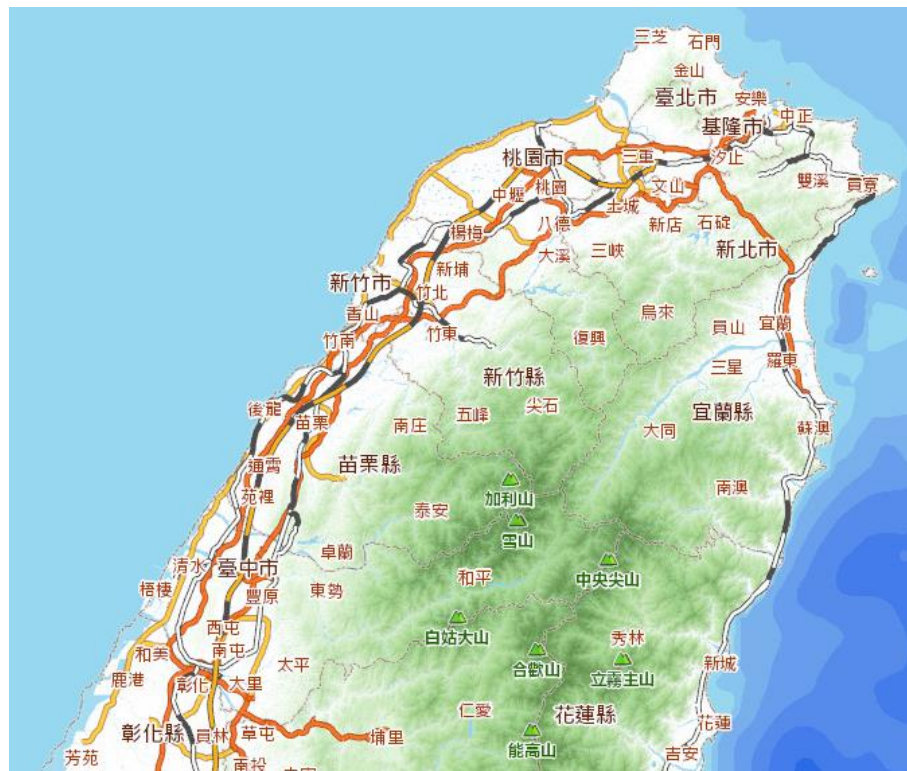 三芝
石門
金山
臺北市
安樂
中正
基隆市
桃園市
三重
汐止
中壢
桃園
文山
雙溪
貢寮
土城
八德
新店
石碇
楊梅
大溪
三峽
新北市
新埔
新竹市
竹北
香山
烏來
員山
宜蘭
竹南
竹東
復興
三星
羅東
新竹縣
後龍
五峰
尖石
宜蘭縣
苗栗
南庄
大同
蘇澳
通霄
苗栗縣
苑裡
加利山
南澳
泰安
雪山
卓蘭
清水
臺中市
和平
中央尖山
梧棲
豐原
東勢
西屯
白姑大山
秀林
和美
南屯
太平
合歡山
新城
鹿港
彰化
大里
立霧主山
仁愛
花蓮縣
花蓮
彰化縣
員林
草屯
埔里
能高山
芳苑
南投
吉安